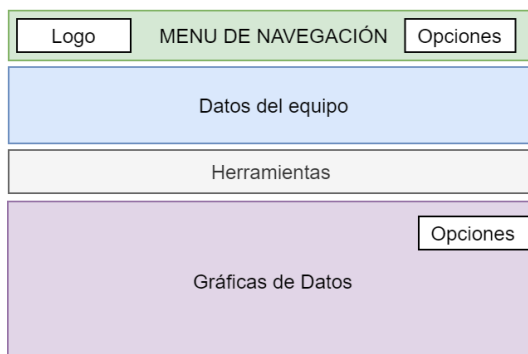 Logo MENU DE NAVEGACIÓN Opciones
Datos del equipo
Herramientas
Opciones
Gráficas de Datos